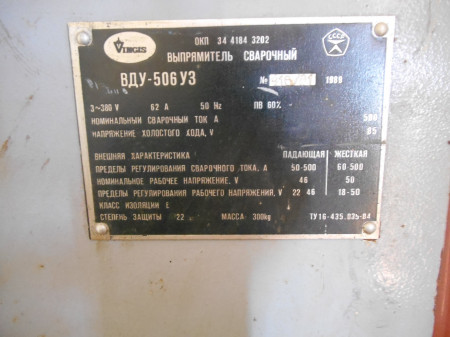 VINGIS
ОКП 34 4184 3202
СССР
ВЫПРЯМИТЕЛЬ СВАРОЧНЫЙ
ВДУ-506 У3
№ 1989
3~380 V 62 A 50 Hz ПВ 60%
НОМИНАЛЬНЫЙ СВАРОЧНЫЙ ТОК А 500
НАПРЯЖЕНИЕ ХОЛОСТОГО ХОДА, V 85
ВНЕШНАЯ ХАРАКТЕРИСТИКА ПАДАЮЩАЯ ЖЕСТКАЯ
ПРЕДЕЛЫ РЕГУЛИРОВАНИЯ СВАРОЧНОГО ТОКА, А 50-500 60-500
НОМИНАЛЬНОЕ РАБОЧЕЕ НАПРЯЖЕНИЕ, V 46 50
ПРЕДЕЛЫ РЕГУЛИРОВАНИЯ РАБОЧЕГО НАПРЯЖЕНИЯ, V 22 46 18-50
КЛАСС ИЗОЛЯЦИИ
СТЕПЕНЬ ЗАЩИТЫ 22 МАССА: 300kg ТУ 16-435.035-84